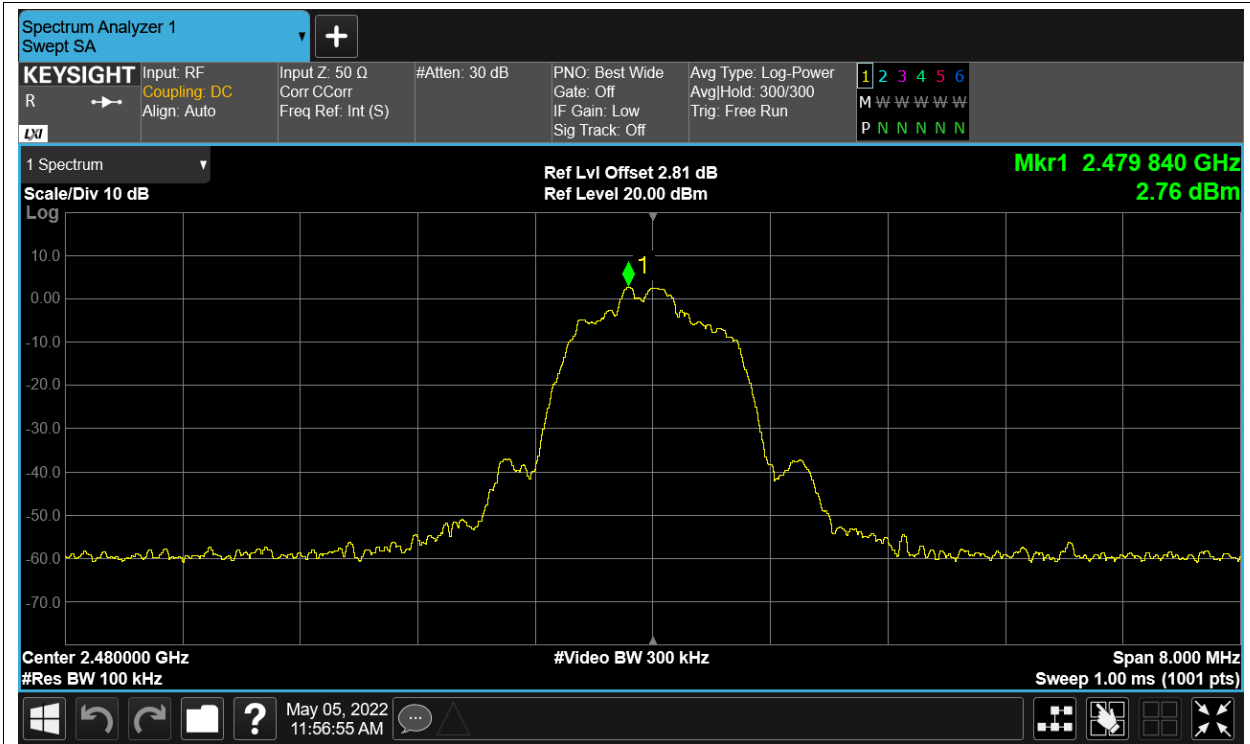 Spectrum Analyzer 1
Swept SA
+
KEYSIGHT
R
LXI
Input: RF
Coupling: DC
Align: Auto
Input Z: 50 Ω
Corr CCorr
Freq Ref: Int (S)
#Atten: 30 dB
PNO: Best Wide
Gate: Off
IF Gain: Low
Sig Track: Off
Avg Type: Log-Power
Avg|Hold: 300/300
Trig: Free Run
1 2 3 4 5 6
M W W W W W
P N N N N N
1 Spectrum
Scale/Div 10 dB
Log
Ref Lvl Offset 2.81 dB
Ref Level 20.00 dBm
Mkr1 2.479 840 GHz
2.76 dBm
1
10.0
0.00
-10.0
-20.0
-30.0
-40.0
-50.0
-60.0
-70.0
Center 2.480000 GHz
#Res BW 100 kHz
#Video BW 300 kHz
Span 8.000 MHz
Sweep 1.00 ms (1001 pts)
?
May 05, 2022
11:56:55 AM